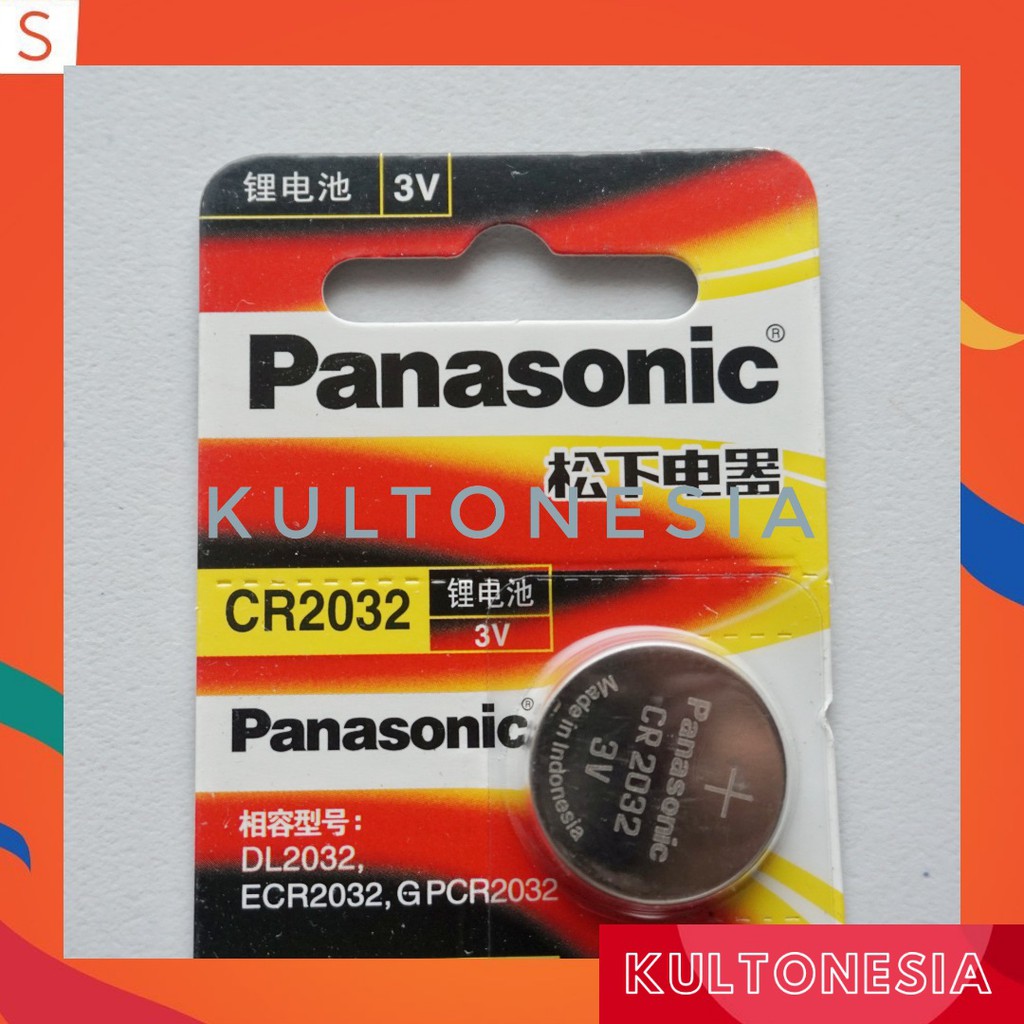 S
锂电池 3V
Panasonic®
松下电器
KULTONESIA
CR2032 锂电池
3V
Panasonic®
相容型号:
DL2032,
ECR2032, GPCR2032
Panasonic
CR2032
3V
Made in Indonesia
+
KULTONESIA